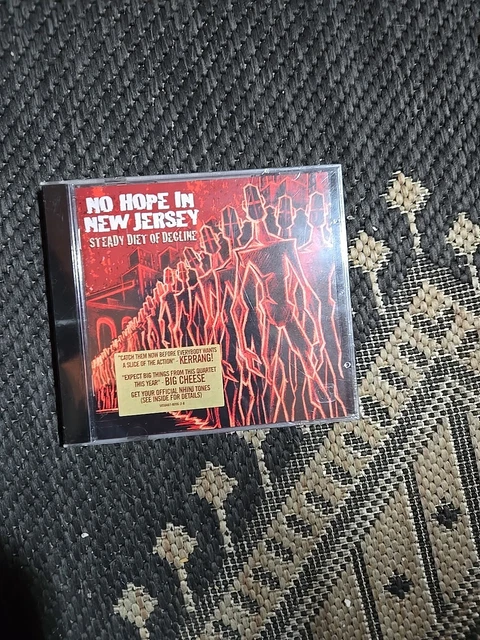 NO HOPE IN
NEW JERSEY
STEADY DIET OF DECLINE
"CATCH THEM NOW BEFORE EVERYBODY WANTS
A SLICE OF THE ACTION" - KERRANG!
"EXPECT BIG THINGS FROM THIS QUARTET
THIS YEAR" - BIG CHEESE
GET YOUR OFFICIAL NHINJ TONES
(SEE INSIDE FOR DETAILS)